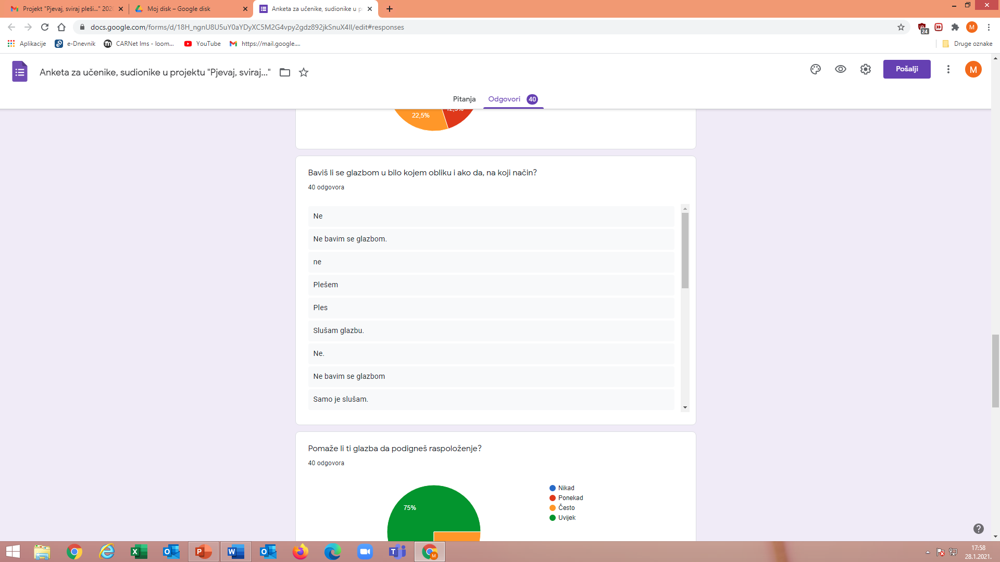 Projekt "Pjevaj, sviraj pleši..." 202
Moj disk – Google disk
Anketa za učenike, sudionike u p
docs.google.com/forms/d/18H_ngnU8U5uY0aYDyXC5M2G4vpy2gdz892jkSnuX4II/edit#responses
24
M
Aplikacije
e-Dnevnik
CARNet lms - loom...
YouTube
https://mail.google....
Druge oznake
Anketa za učenike, sudionike u projektu "Pjevaj, sviraj..."
Pošalji
M
Pitanja
Odgovori 40
12,5%
22,5%
Baviš li se glazbom u bilo kojem obliku i ako da, na koji način?
40 odgovora
Ne
Ne bavim se glazbom.
ne
Plešem
Ples
Slušam glazbu.
Ne.
Ne bavim se glazbom
Samo je slušam.
Pomaže li ti glazba da podigneš raspoloženje?
40 odgovora
75%
Nikad
Ponekad
Često
Uvijek
17:58
28.1.2021.